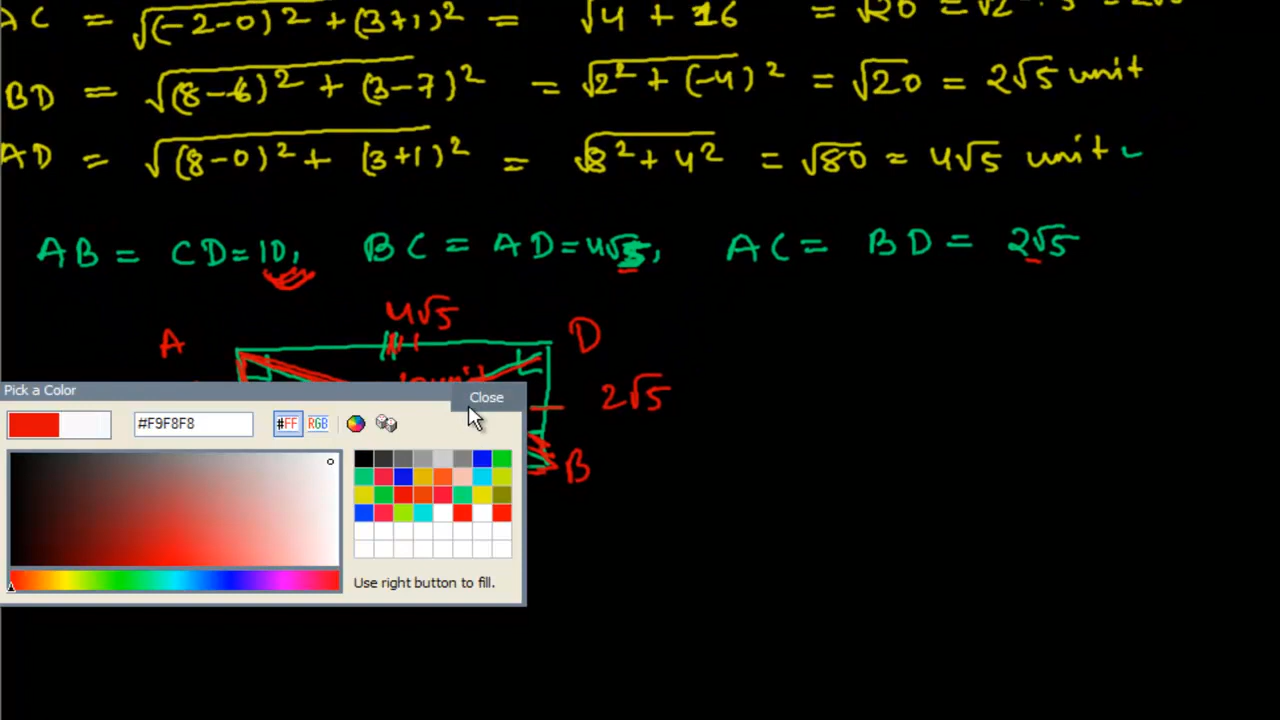 AC = √(-2-0)² + (3+1)² = √4 + 16 = √20
BD = √(8-6)² + (3-7)² = √2² + (-4)² = √20 = 2√5 unit
AD = √(8-0)² + (3+1)² = √8² + 4² = √80 = 4√5 unit
AB = CD = 10, BC = AD = 4√5, AC = BD = 2√5
4√5
A D
2√5
B
Pick a Color
Close
#F9F8F8
#FF RGB
Use right button to fill.